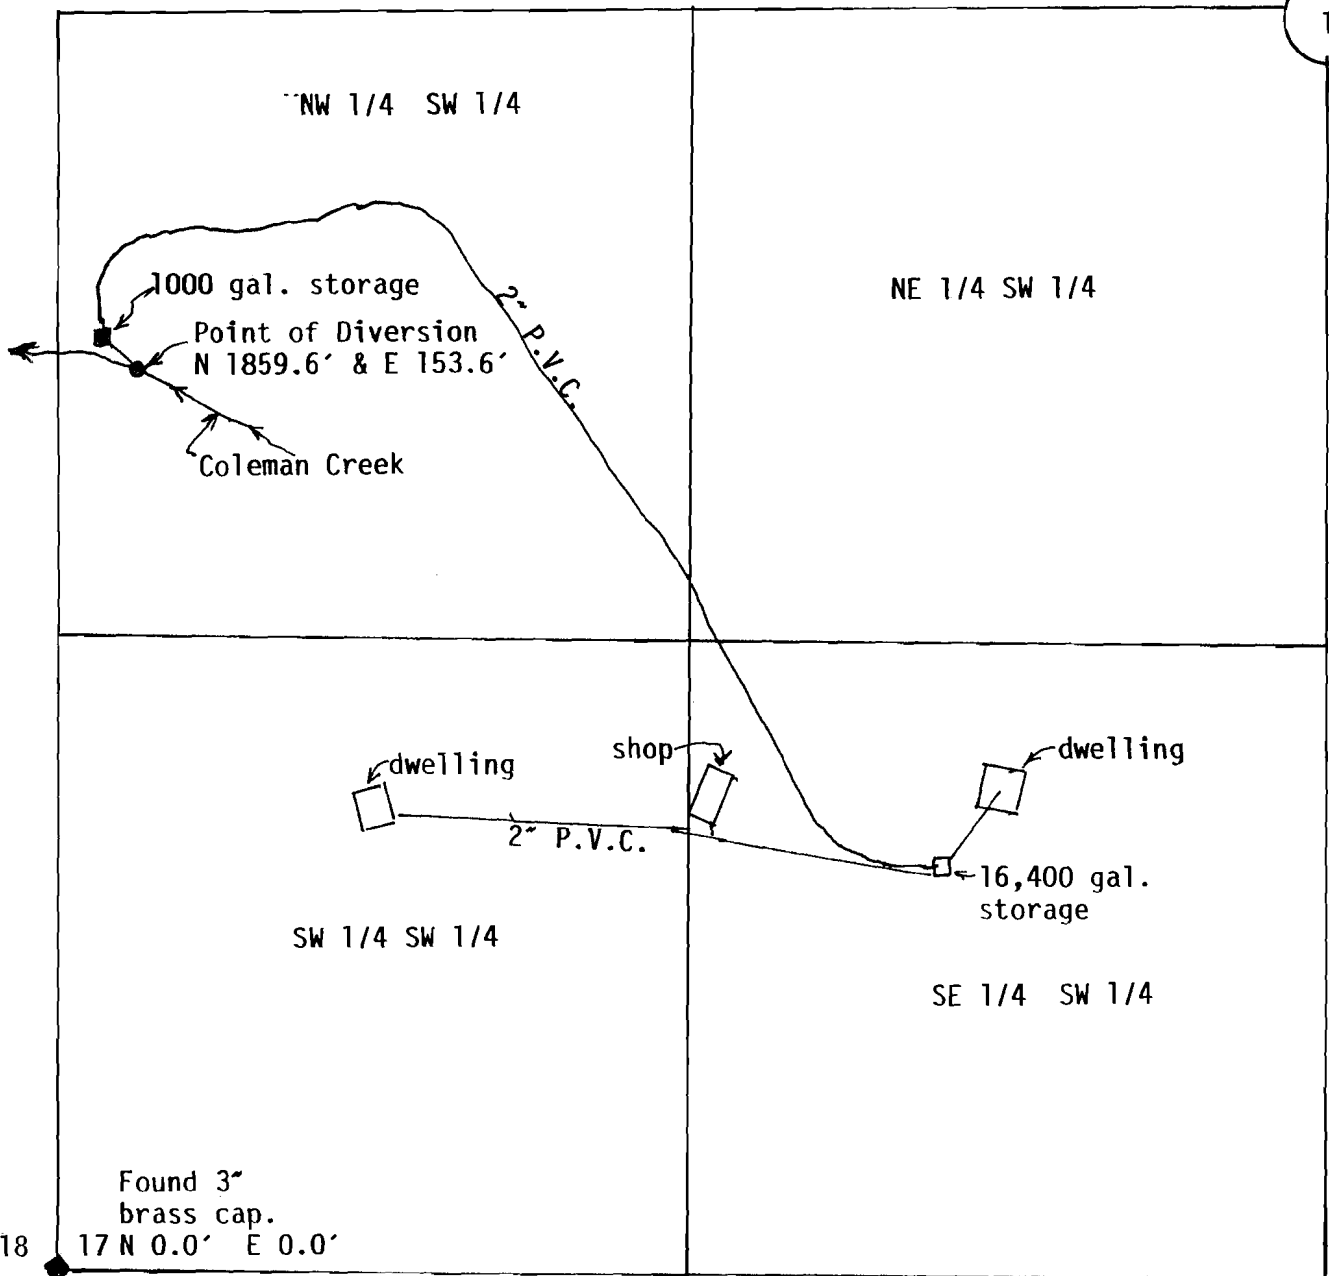 NW 1/4 SW 1/4
NE 1/4 SW 1/4
1000 gal. storage
Point of Diversion
N 1859.6' & E 153.6'
2" P.V.C.
Coleman Creek
dwelling
shop
dwelling
2" P.V.C.
16,400 gal.
storage
SW 1/4 SW 1/4
SE 1/4 SW 1/4
Found 3"
brass cap.
18 17 N 0.0' E 0.0'